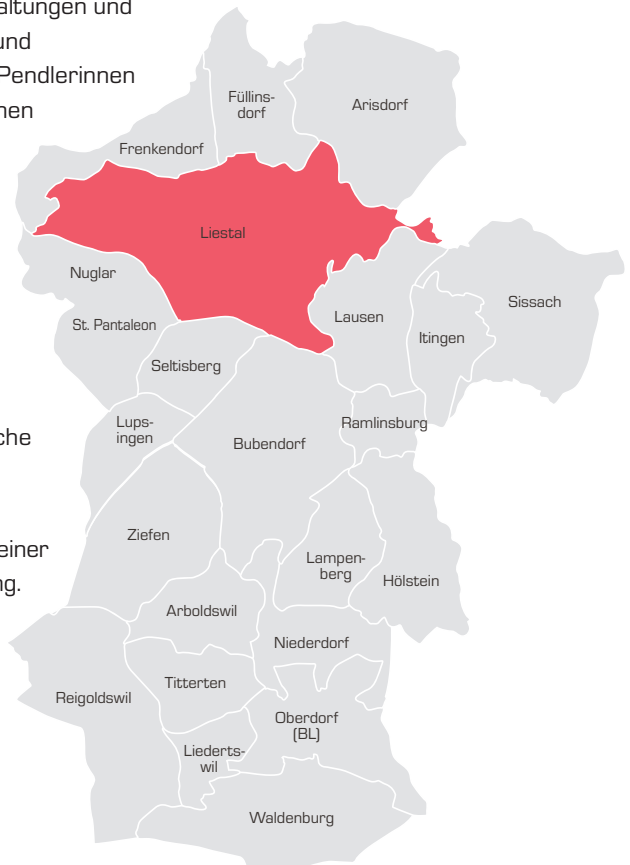 altungen und
und
Pendlerinnen
nen
che
einer
ng.
Füllins-
dorf
Arisdorf
Frenkendorf
Liestal
Nuglar
St. Pantaleon
Lausen
Sissach
Itingen
Seltisberg
Lups-
ingen
Ramlinsburg
Bubendorf
Ziefen
Lampen-
berg
Hölstein
Arboldswil
Niederdorf
Titterten
Reigoldswil
Oberdorf
(BL)
Liederts-
wil
Waldenburg